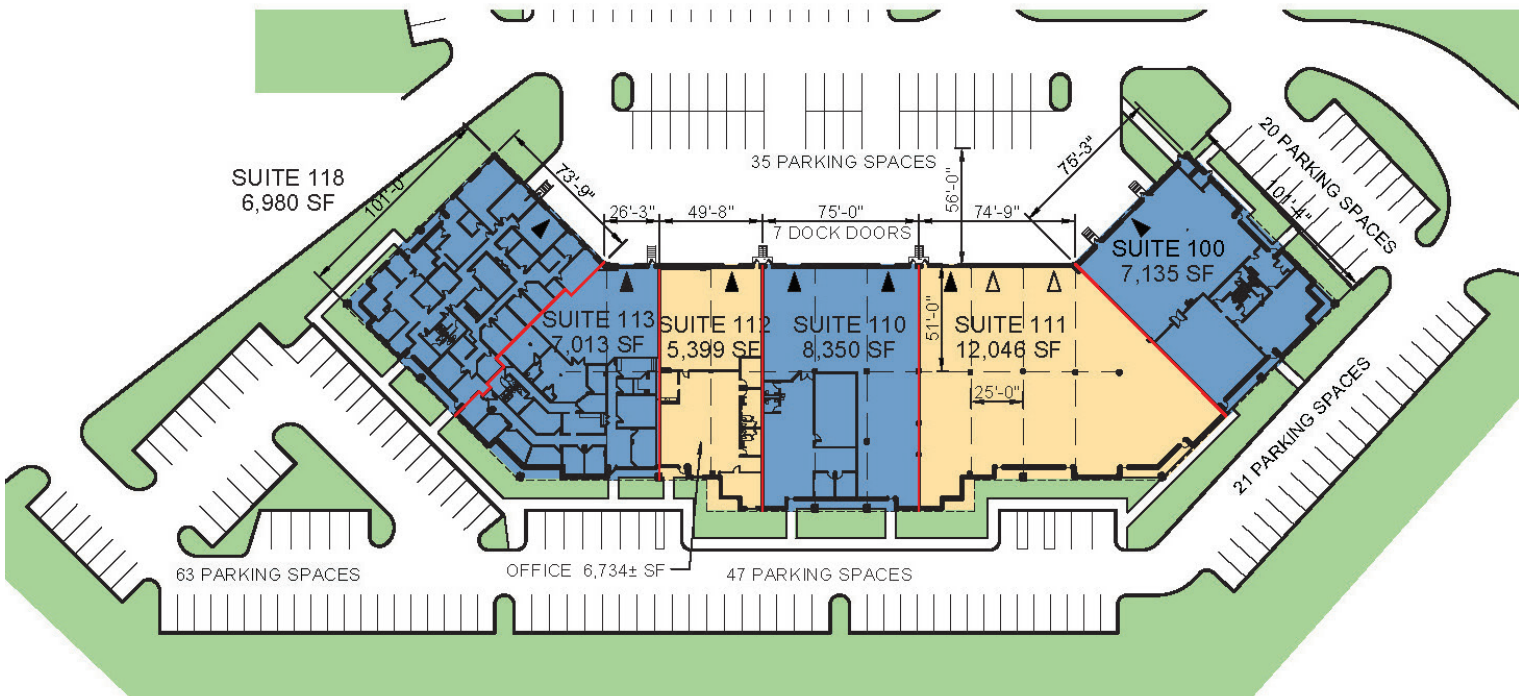 35 PARKING SPACES
20 PARKING SPACES
SUITE 118
6,980 SF
101'-0"
73'-9"
26'-3"
49'-8"
75'-0"
7 DOCK DOORS
56'-0"
74'-9"
75'-3"
101'-4"
SUITE 100
7,135 SF
SUITE 113
7,013 SF
SUITE 112
5,399 SF
SUITE 110
8,350 SF
51'-0"
SUITE 111
12,046 SF
25'-0"
21 PARKING SPACES
63 PARKING SPACES
OFFICE 6,734± SF
47 PARKING SPACES